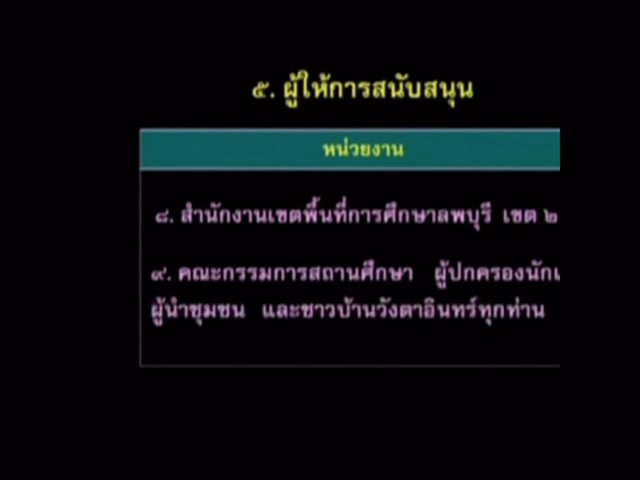 ๕. ผู้ให้การสนับสนุน
หน่วยงาน
๘. สำนักงานเขตพื้นที่การศึกษาลพบุรี เขต ๒
๙. คณะกรรมการสถานศึกษา ผู้ปกครอง
ผู้นำชุมชน และชาวบ้านวังตาอินทร์ทุกท่าน